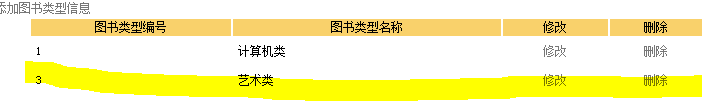 添加图书类型信息
图书类型编号 图书类型名称 修改 删除
1 计算机类 修改 删除
3 艺术类 修改 删除